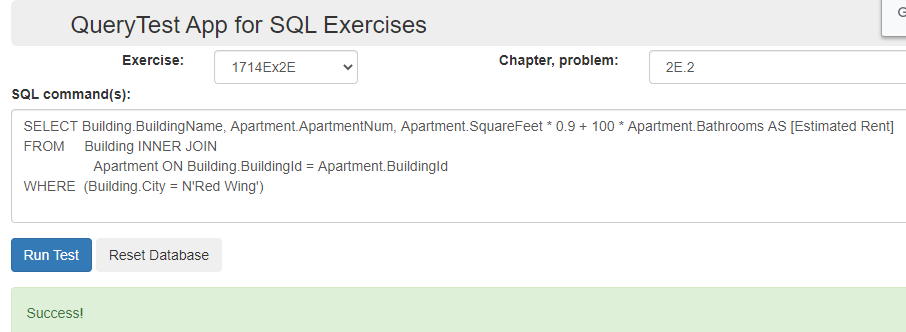 QueryTest App for SQL Exercises
G
Exercise: 1714Ex2E Chapter, problem: 2E.2
SQL command(s):
SELECT Building.BuildingName, Apartment.ApartmentNum, Apartment.SquareFeet * 0.9 + 100 * Apartment.Bathrooms AS [Estimated Rent]
FROM Building INNER JOIN
Apartment ON Building.BuildingId = Apartment.BuildingId
WHERE (Building.City = N'Red Wing')
Run Test Reset Database
Success!